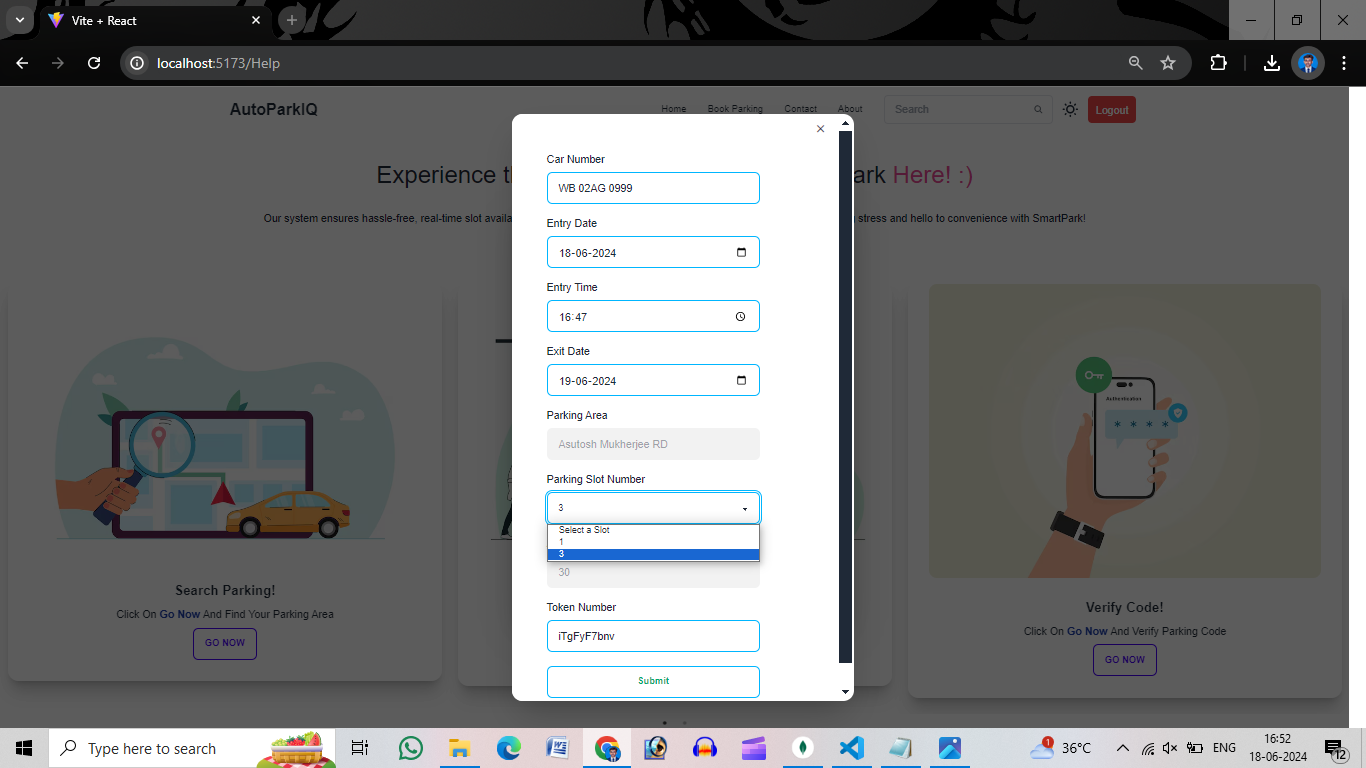 Vite + React
localhost:5173/Help
AutoParkIQ
Home
Book Parking
Contact
About
Search
Logout
Experience t
ark Here! :)
Our system ensures hassle-free, real-time slot availa
stress and hello to convenience with SmartPark!
Car Number
WB 02AG 0999
Entry Date
18-06-2024
Entry Time
16:47
Exit Date
19-06-2024
Parking Area
Asutosh Mukherjee RD
Parking Slot Number
3
Select a Slot
1
3
30
Token Number
iTgFyF7bnv
Submit
Search Parking!
Click On Go Now And Find Your Parking Area
GO NOW
Authentication
* * * *
Verify Code!
Click On Go Now And Verify Parking Code
GO NOW
Type here to search
1
36°C
ENG
16:52
18-06-2024
12